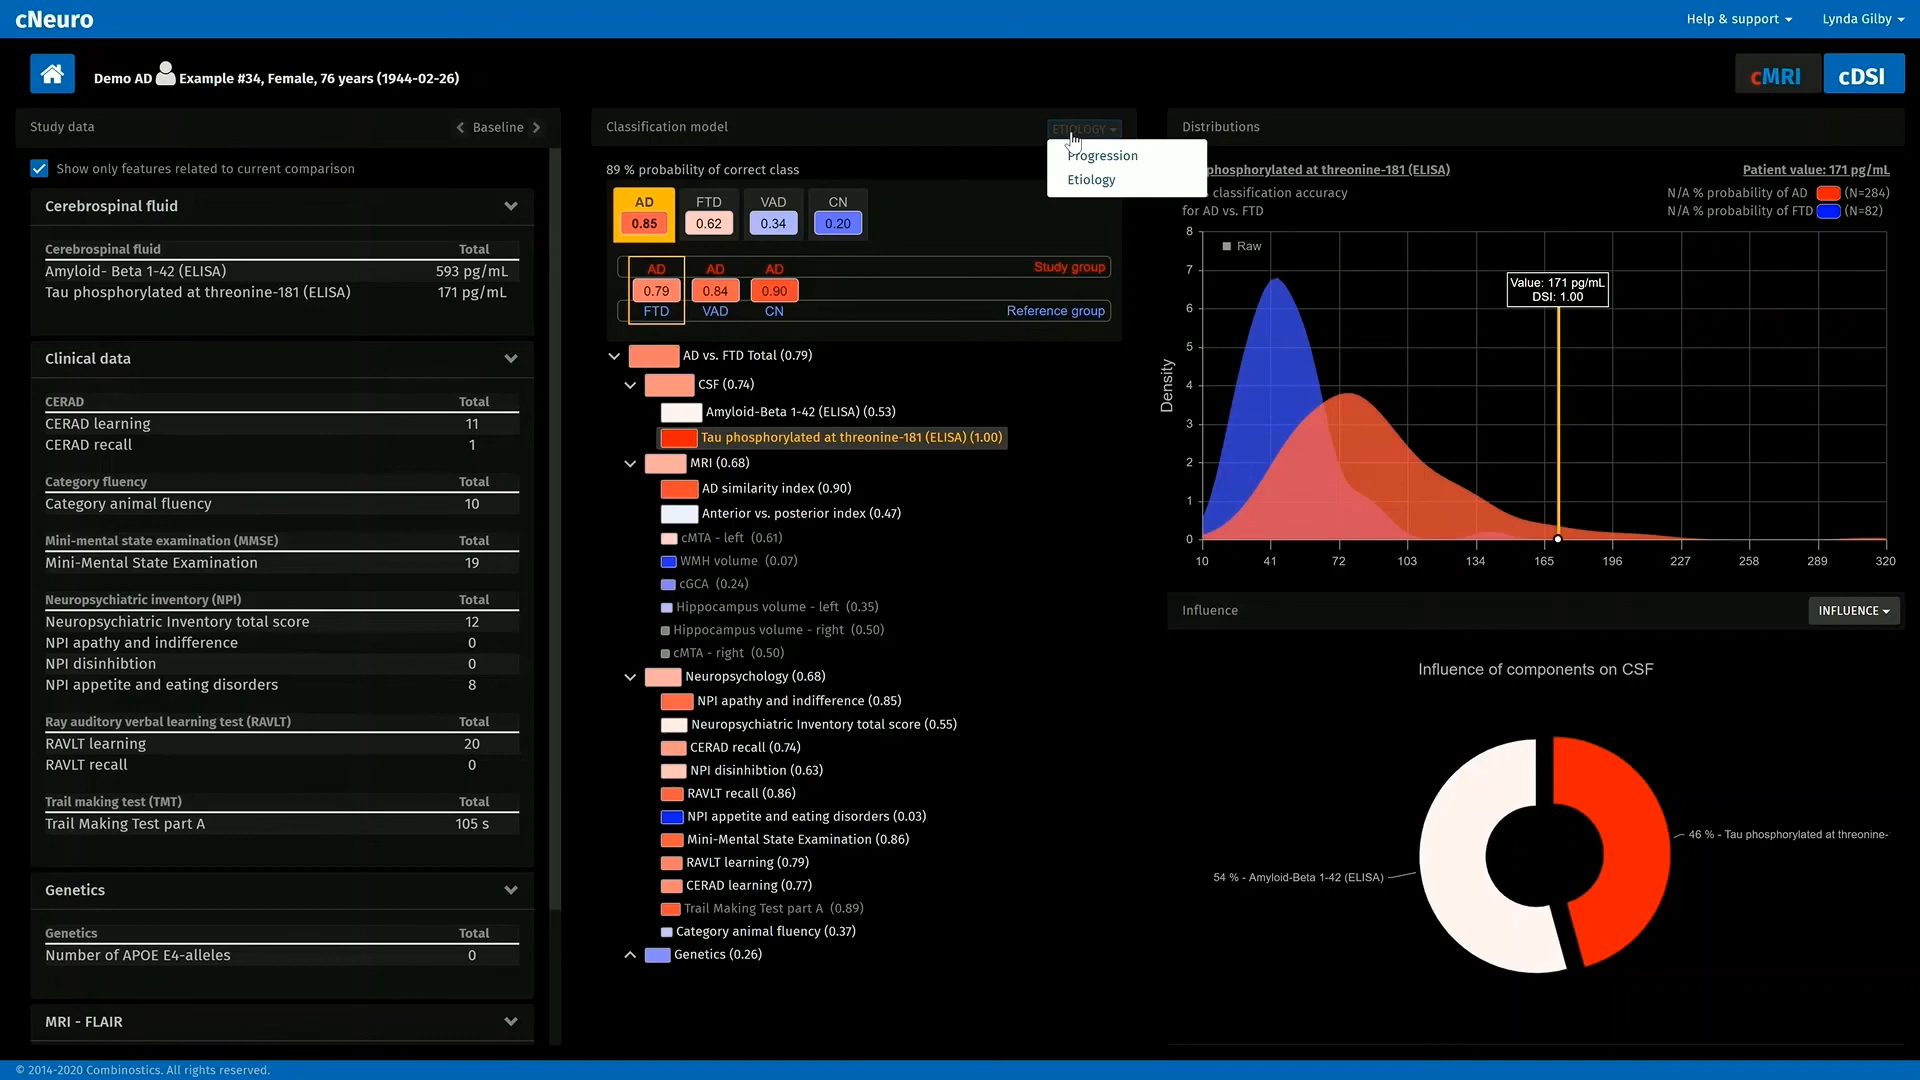 cNeuro
Help & support
Lynda Gilby
Demo AD Example #34, Female, 76 years (1944-02-26)
cMRI
cDSI
Study data
Baseline
Show only features related to current comparison
Cerebrospinal fluid
Cerebrospinal fluid Total
Amyloid- Beta 1-42 (ELISA) 593 pg/mL
Tau phosphorylated at threonine-181 (ELISA) 171 pg/mL
Clinical data
CERAD Total
CERAD learning 11
CERAD recall 1
Category fluency Total
Category animal fluency 10
Mini-mental state examination (MMSE) Total
Mini-Mental State Examination 19
Neuropsychiatric inventory (NPI) Total
Neuropsychiatric Inventory total score 12
NPI apathy and indifference 0
NPI disinhibtion 0
NPI appetite and eating disorders 8
Ray auditory verbal learning test (RAVLT) Total
RAVLT learning 20
RAVLT recall 0
Trail making test (TMT) Total
Trail Making Test part A 105 s
Genetics
Genetics Total
Number of APOE E4-alleles 0
MRI - FLAIR
Classification model
ETIOLOGY
Progression
Etiology
89 % probability of correct class
AD FTD VAD CN
0.85 0.62 0.34 0.20
AD AD AD Study group
0.79 0.84 0.90
FTD VAD CN Reference group
AD vs. FTD Total (0.79)
CSF (0.74)
Amyloid-Beta 1-42 (ELISA) (0.53)
Tau phosphorylated at threonine-181 (ELISA) (1.00)
MRI (0.68)
AD similarity index (0.90)
Anterior vs. posterior index (0.47)
cMTA - left (0.61)
WMH volume (0.07)
cGCA (0.24)
Hippocampus volume - left (0.35)
Hippocampus volume - right (0.50)
cMTA - right (0.50)
Neuropsychology (0.68)
NPI apathy and indifference (0.85)
Neuropsychiatric Inventory total score (0.55)
CERAD recall (0.74)
NPI disinhibtion (0.63)
RAVLT recall (0.86)
NPI appetite and eating disorders (0.03)
Mini-Mental State Examination (0.86)
RAVLT learning (0.79)
CERAD learning (0.77)
Trail Making Test part A (0.89)
Category animal fluency (0.37)
Genetics (0.26)
Distributions
phosphorylated at threonine-181 (ELISA)
Patient value: 171 pg/mL
classification accuracy
for AD vs. FTD
N/A % probability of AD (N=284)
N/A % probability of FTD (N=82)
Raw
Value: 171 pg/mL
DSI: 1.00
Density
8
7
6
5
4
3
2
1
0
10 41 72 103 134 165 196 227 258 289 320
Influence
INFLUENCE
Influence of components on CSF
46 % - Tau phosphorylated at threonine-
54 % - Amyloid-Beta 1-42 (ELISA)
© 2014-2020 Combinostics. All rights reserved.